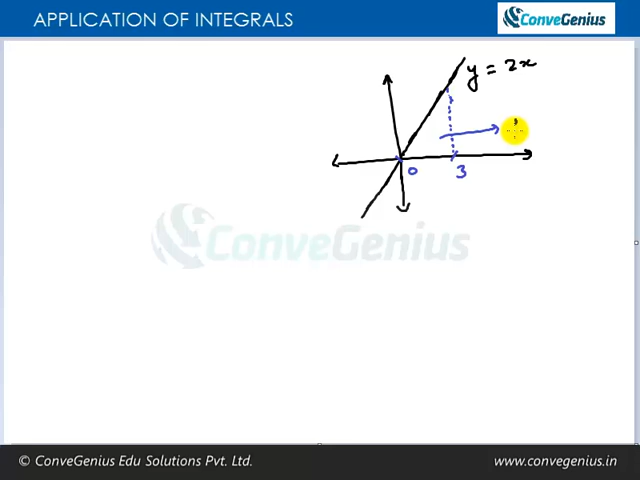 APPLICATION OF INTEGRALS
ConveGenius
y = 2x
0
3
ConveGenius
© ConveGenius Edu Solutions Pvt. Ltd.
www.convegenius.in